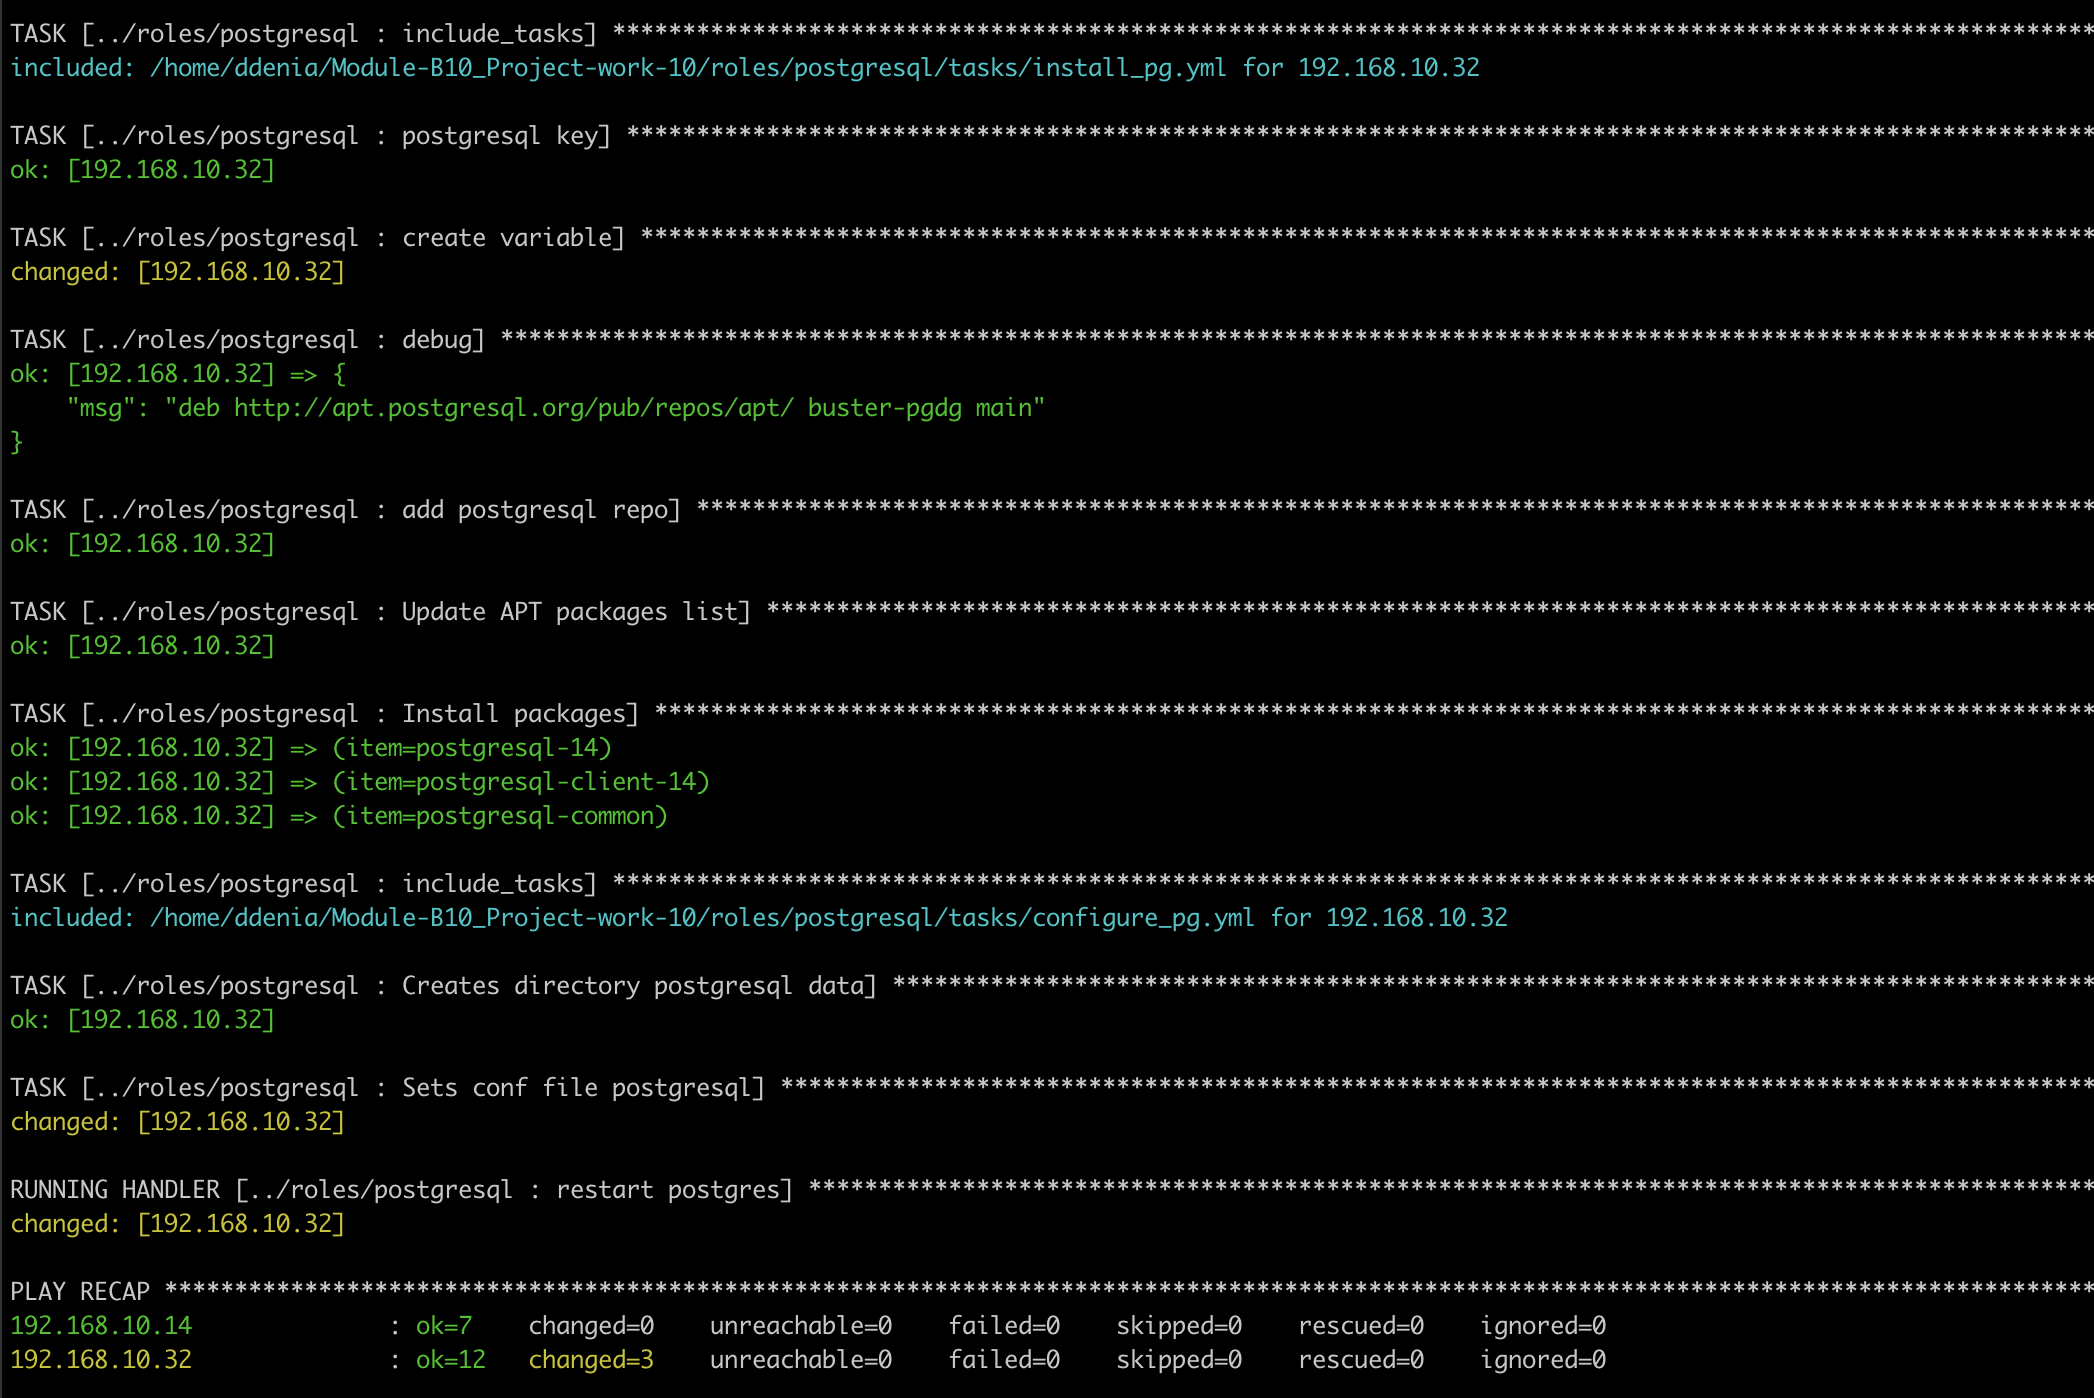 TASK [../roles/postgresql : include_tasks] **********************************************************************************************************
included: /home/ddenia/Module-B10_Project-work-10/roles/postgresql/tasks/install_pg.yml for 192.168.10.32
TASK [../roles/postgresql : postgresql key] *********************************************************************************************************
ok: [192.168.10.32]
TASK [../roles/postgresql : create variable] ********************************************************************************************************
changed: [192.168.10.32]
TASK [../roles/postgresql : debug] ******************************************************************************************************************
ok: [192.168.10.32] => {
    "msg": "deb http://apt.postgresql.org/pub/repos/apt/ buster-pgdg main"
}
TASK [../roles/postgresql : add postgresql repo] ****************************************************************************************************
ok: [192.168.10.32]
TASK [../roles/postgresql : Update APT packages list] ***********************************************************************************************
ok: [192.168.10.32]
TASK [../roles/postgresql : Install packages] *******************************************************************************************************
ok: [192.168.10.32] => (item=postgresql-14)
ok: [192.168.10.32] => (item=postgresql-client-14)
ok: [192.168.10.32] => (item=postgresql-common)
TASK [../roles/postgresql : include_tasks] **********************************************************************************************************
included: /home/ddenia/Module-B10_Project-work-10/roles/postgresql/tasks/configure_pg.yml for 192.168.10.32
TASK [../roles/postgresql : Creates directory postgresql data] **************************************************************************************
ok: [192.168.10.32]
TASK [../roles/postgresql : Sets conf file postgresql] **********************************************************************************************
changed: [192.168.10.32]
RUNNING HANDLER [../roles/postgresql : restart postgres] ********************************************************************************************
changed: [192.168.10.32]
PLAY RECAP ******************************************************************************************************************************************
192.168.10.14              : ok=7    changed=0    unreachable=0    failed=0    skipped=0    rescued=0    ignored=0
192.168.10.32              : ok=12   changed=3    unreachable=0    failed=0    skipped=0    rescued=0    ignored=0